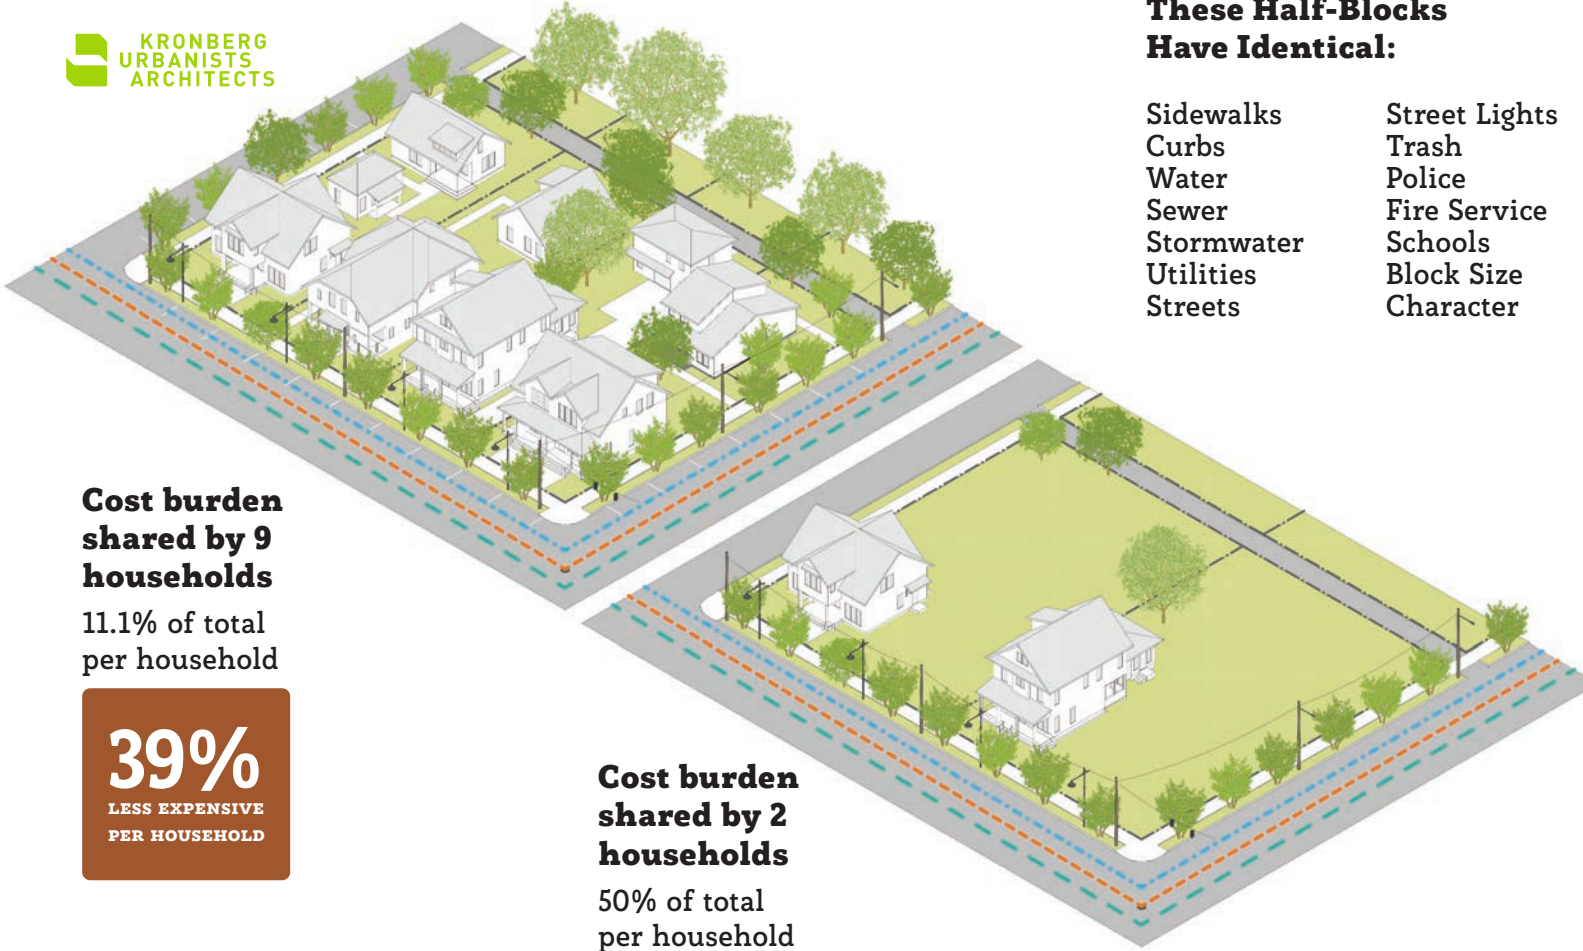 KRONBERG
URBANISTS
ARCHITECTS
These Half-Blocks
Have Identical:
Sidewalks
Curbs
Water
Sewer
Stormwater
Utilities
Streets
Street Lights
Trash
Police
Fire Service
Schools
Block Size
Character
Cost burden
shared by 9
households
11.1% of total
per household
39%
LESS EXPENSIVE
PER HOUSEHOLD
Cost burden
shared by 2
households
50% of total
per household